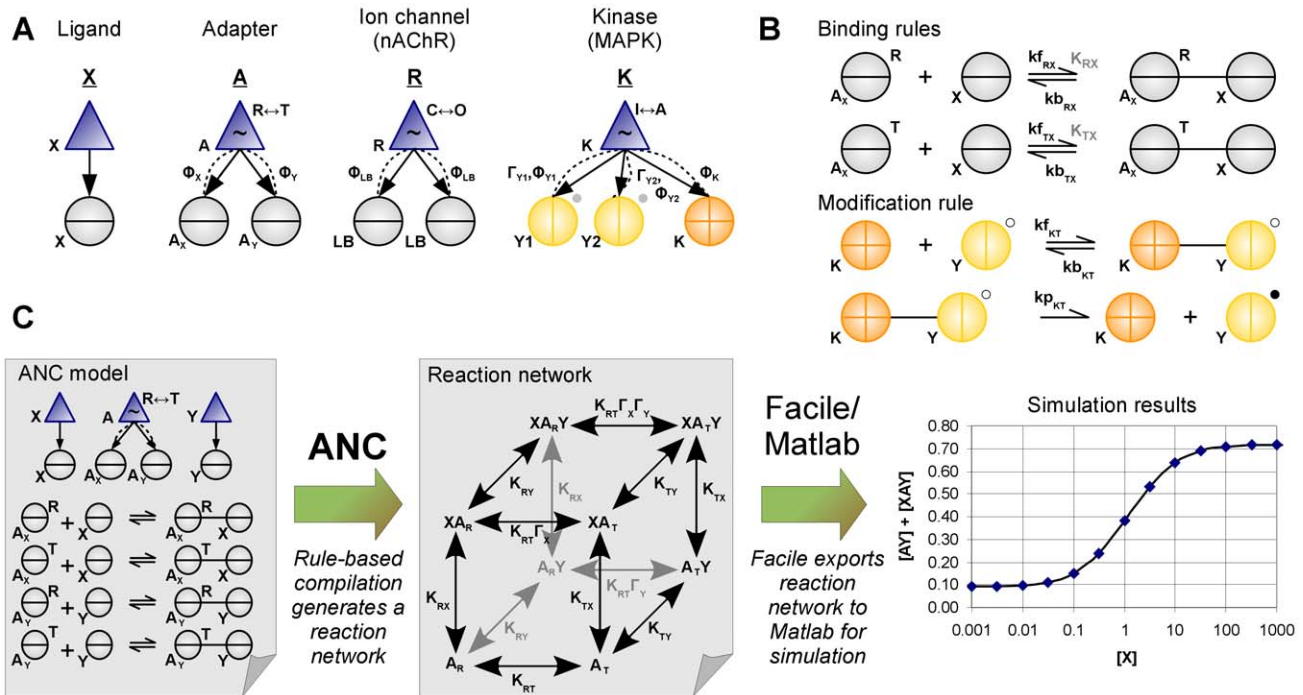 A
Ligand
Adapter
Ion channel
(nAChR)
Kinase
(MAPK)
X
A
R
K
X
A
R↔T
R
C↔O
K
I↔A
ΦX
ΦY
ΦLB
ΦLB
ΓY1,ΦY1
ΓY2,
ΦY2
ΦK
X
AX
AY
LB
LB
Y1
Y2
K
B
Binding rules
AX
R
+
X
kfRX
KRX
kbRX
AX
R
X
AX
T
+
X
kfTX
KTX
kbTX
AX
T
X
Modification rule
K
+
Y
kfKT
kbKT
K
Y
K
Y
kpKT
K
+
Y
C
ANC model
X
A
R↔T
Y
X
AX
AY
Y
AX R + X ⇌ AX R X
AX T + X ⇌ AX T X
AY R + Y ⇌ AY R Y
AY T + Y ⇌ AY T Y
ANC
Rule-based
compilation
generates a
reaction
network
Reaction network
XARY
KRTΓXΓY
XATY
KRY
KRX
KTY
KTX
XAR
KRTΓX
XAT
ARY
KRTΓY
ATY
KRX
KTX
KRY
KTY
AR
KRT
AT
Facile/
Matlab
Facile exports
reaction
network to
Matlab for
simulation
Simulation results
[AY] + [XAY]
0.80
0.70
0.60
0.50
0.40
0.30
0.20
0.10
0.00
0.001
0.01
0.1
1
10
100
1000
[X]